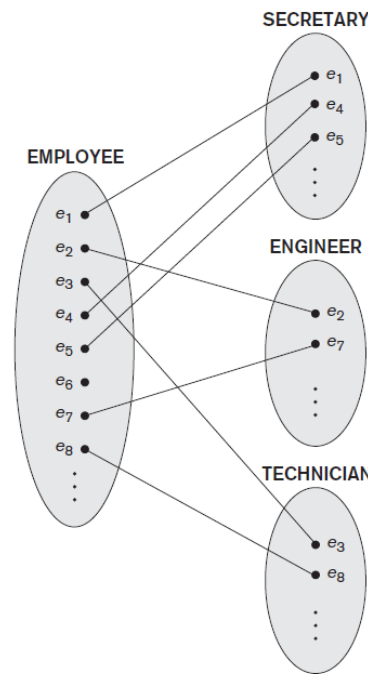 SECRETARY
e1
e4
e5
EMPLOYEE
e1
e2
e3
e4
e5
e6
e7
e8
ENGINEER
e2
e7
TECHNICIAN
e3
e8